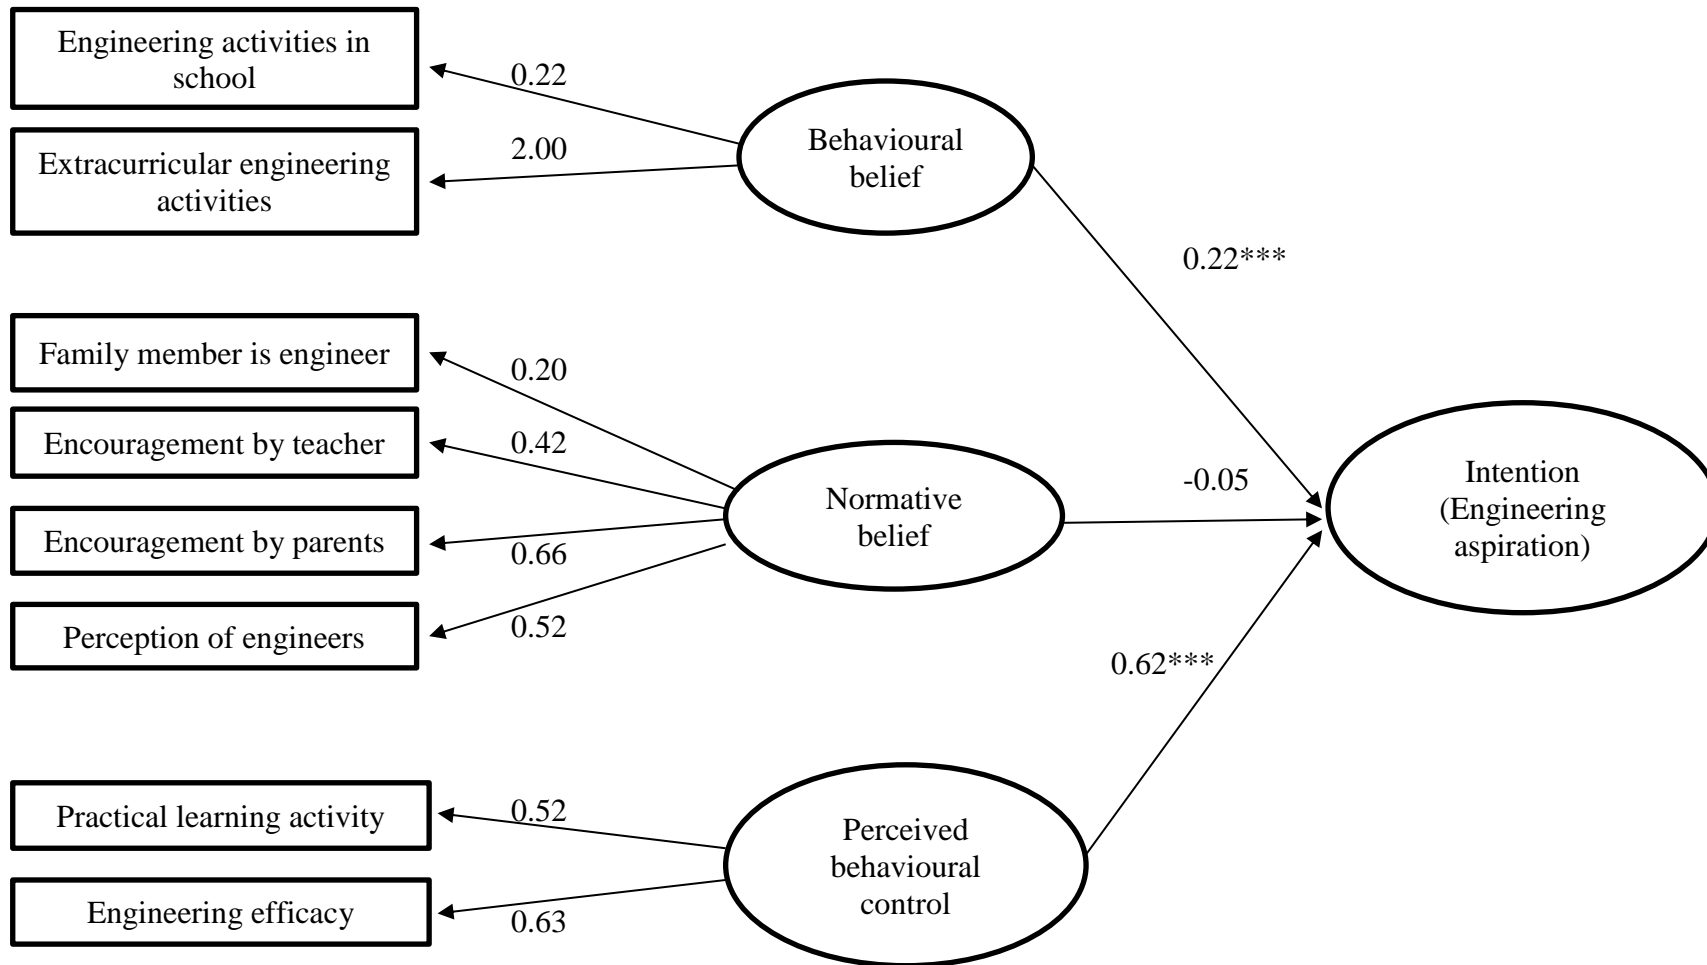 Engineering activities in
school
0.22
Extracurricular engineering
activities
2.00
Behavioural
belief
0.22***
Family member is engineer
0.20
Encouragement by teacher
0.42
Encouragement by parents
0.66
Perception of engineers
0.52
Normative
belief
-0.05
Intention
(Engineering
aspiration)
0.62***
Practical learning activity
0.52
Engineering efficacy
0.63
Perceived
behavioural
control